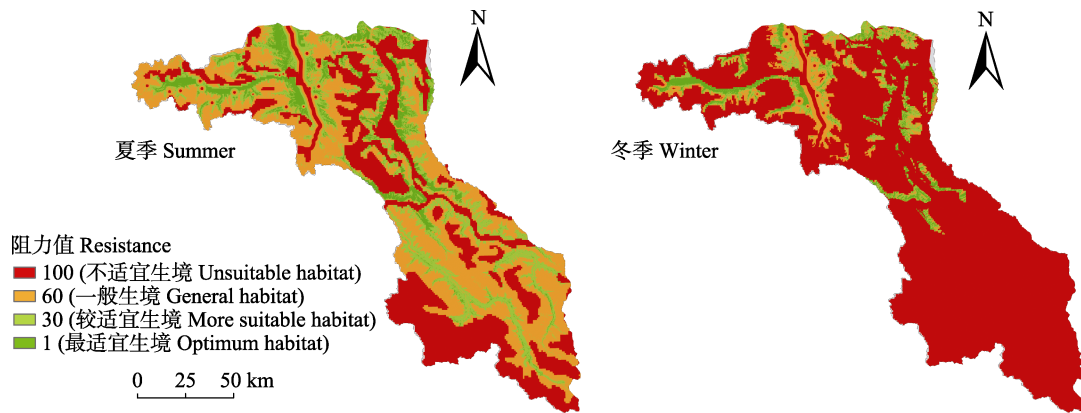 N
N
夏季 Summer
冬季 Winter
阻力值 Resistance
100 (不适宜生境 Unsuitable habitat)
60 (一般生境 General habitat)
30 (较适宜生境 More suitable habitat)
1 (最适宜生境 Optimum habitat)
0 25 50 km